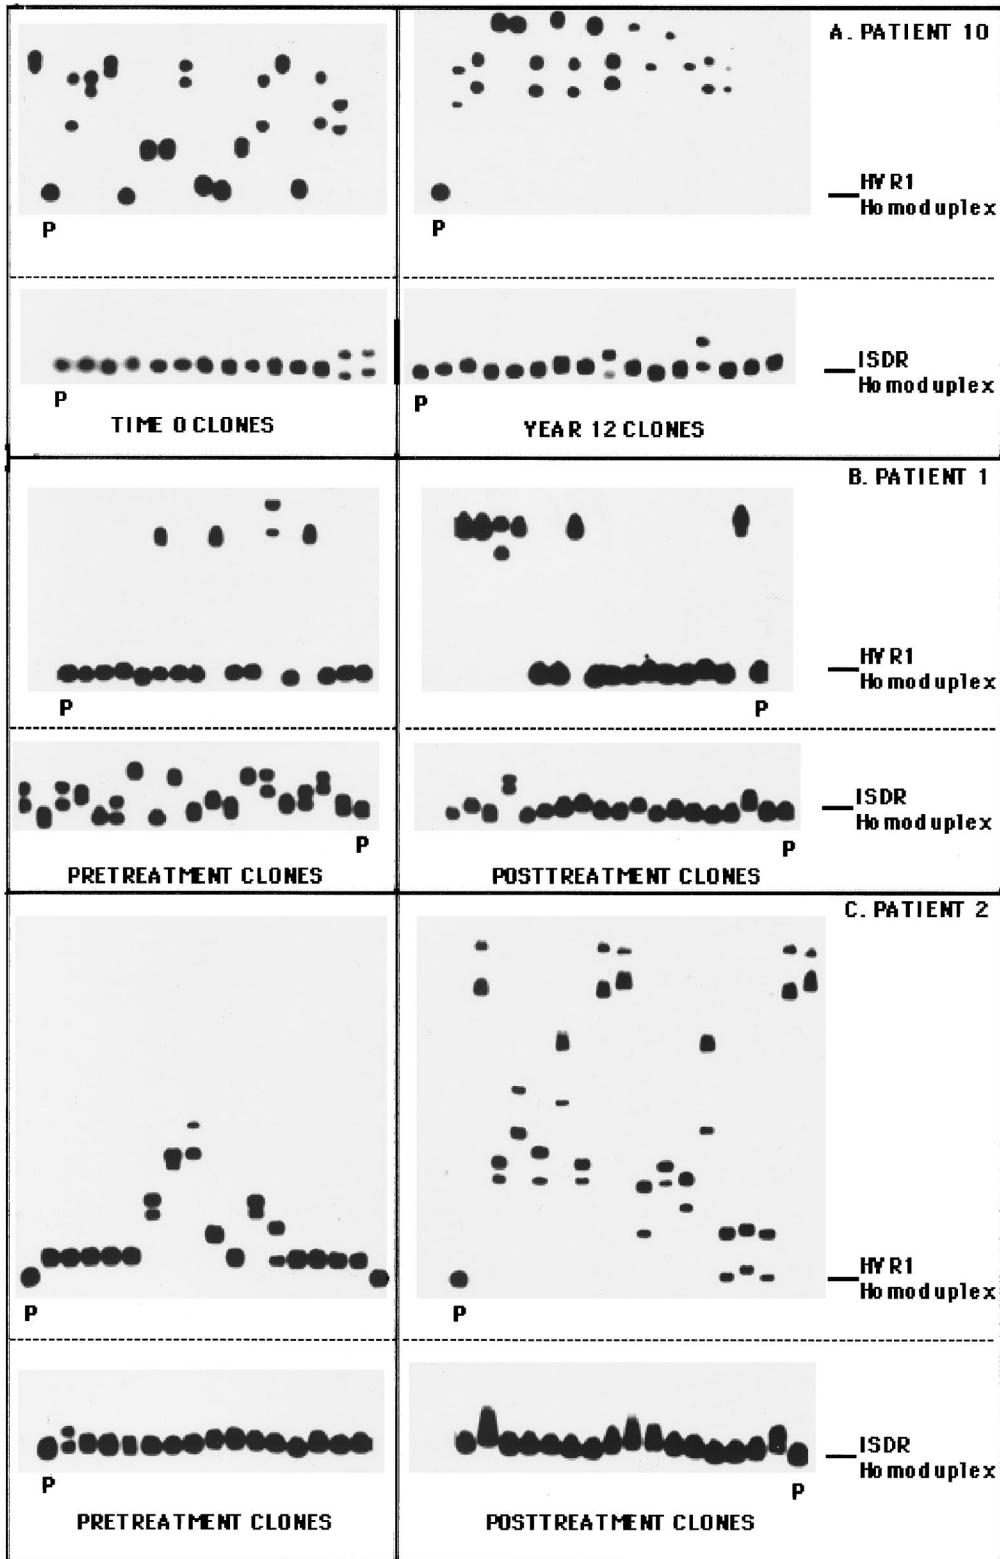 A. PATIENT 10
HVR1
Homoduplex
P
P
ISDR
Homoduplex
P
P
TIME 0 CLONES
YEAR 12 CLONES
B. PATIENT 1
HVR1
Homoduplex
P
P
ISDR
Homoduplex
P
P
PRETREATMENT CLONES
POSTTREATMENT CLONES
C. PATIENT 2
HVR1
Homoduplex
P
P
ISDR
Homoduplex
P
P
PRETREATMENT CLONES
POSTTREATMENT CLONES